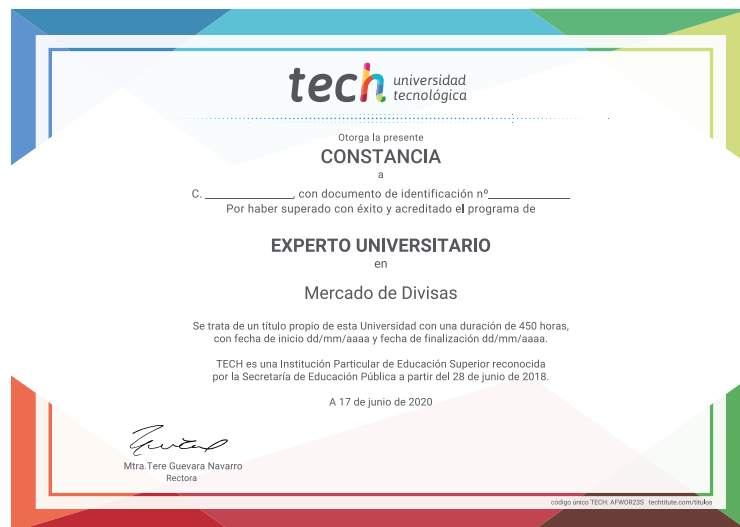 tech universidad
tecnológica
Otorga la presente
CONSTANCIA
a
C. ______________, con documento de identificación nº_____________
Por haber superado con éxito y acreditado el programa de
EXPERTO UNIVERSITARIO
en
Mercado de Divisas
Se trata de un título propio de esta Universidad con una duración de 450 horas,
con fecha de inicio dd/mm/aaaa y fecha de finalización dd/mm/aaaa.
TECH es una Institución Particular de Educación Superior reconocida
por la Secretaría de Educación Pública a partir del 28 de junio de 2018.
A 17 de junio de 2020
Mtra.Tere Guevara Navarro
Rectora
código único TECH: AFWOR23S techtitute.com/titulos